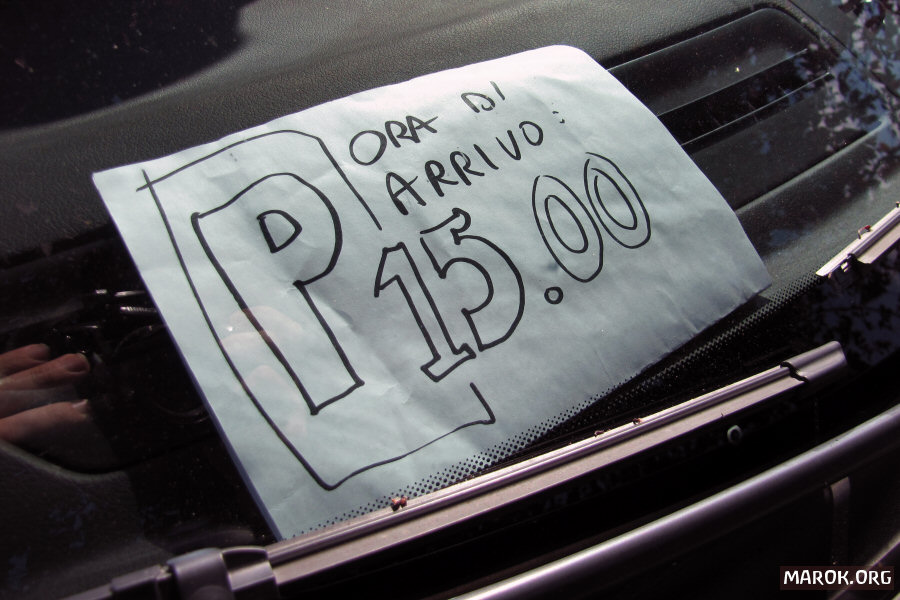 P
ORA DI
ARRIVO:
15.00
MAROK.ORG